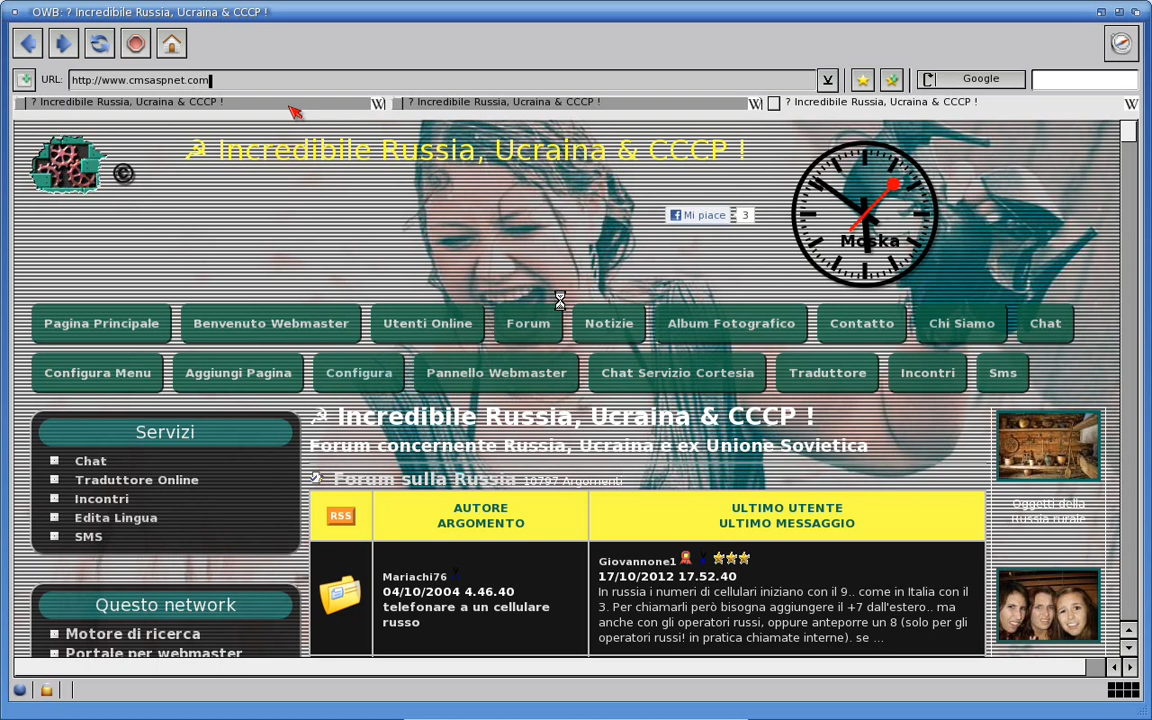 OWB: ? Incredibile Russia, Ucraina & CCCP !
URL: http://www.cmsaspnet.com
Google
? Incredibile Russia, Ucraina & CCCP !
? Incredibile Russia, Ucraina & CCCP !
? Incredibile Russia, Ucraina & CCCP !
©
☭ Incredibile Russia, Ucraina & CCCP !
Mi piace 3
Moska
Pagina Principale Benvenuto Webmaster Utenti Online Forum Notizie Album Fotografico Contatto Chi Siamo Chat
Configura Menu Aggiungi Pagina Configura Pannello Webmaster Chat Servizio Cortesia Traduttore Incontri Sms
Servizi
Chat
Traduttore Online
Incontri
Edita Lingua
SMS
Questo network
Motore di ricerca
Portale per webmaster
☭ Incredibile Russia, Ucraina & CCCP !
Forum concernente Russia, Ucraina e ex Unione Sovietica
Forum sulla Russia 10797 Argomenti
RSS
AUTORE
ARGOMENTO
ULTIMO UTENTE
ULTIMO MESSAGGIO
Mariachi76
04/10/2004 4.46.40
telefonare a un cellulare
russo
Giovannone1
17/10/2012 17.52.40
In russia i numeri di cellulari iniziano con il 9.. come in Italia con il
3. Per chiamarli però bisogna aggiungere il +7 dall'estero.. ma
anche con gli operatori russi, oppure anteporre un 8 (solo per gli
operatori russi! in pratica chiamate interne). se ...
Oggetti della
Russia rurale